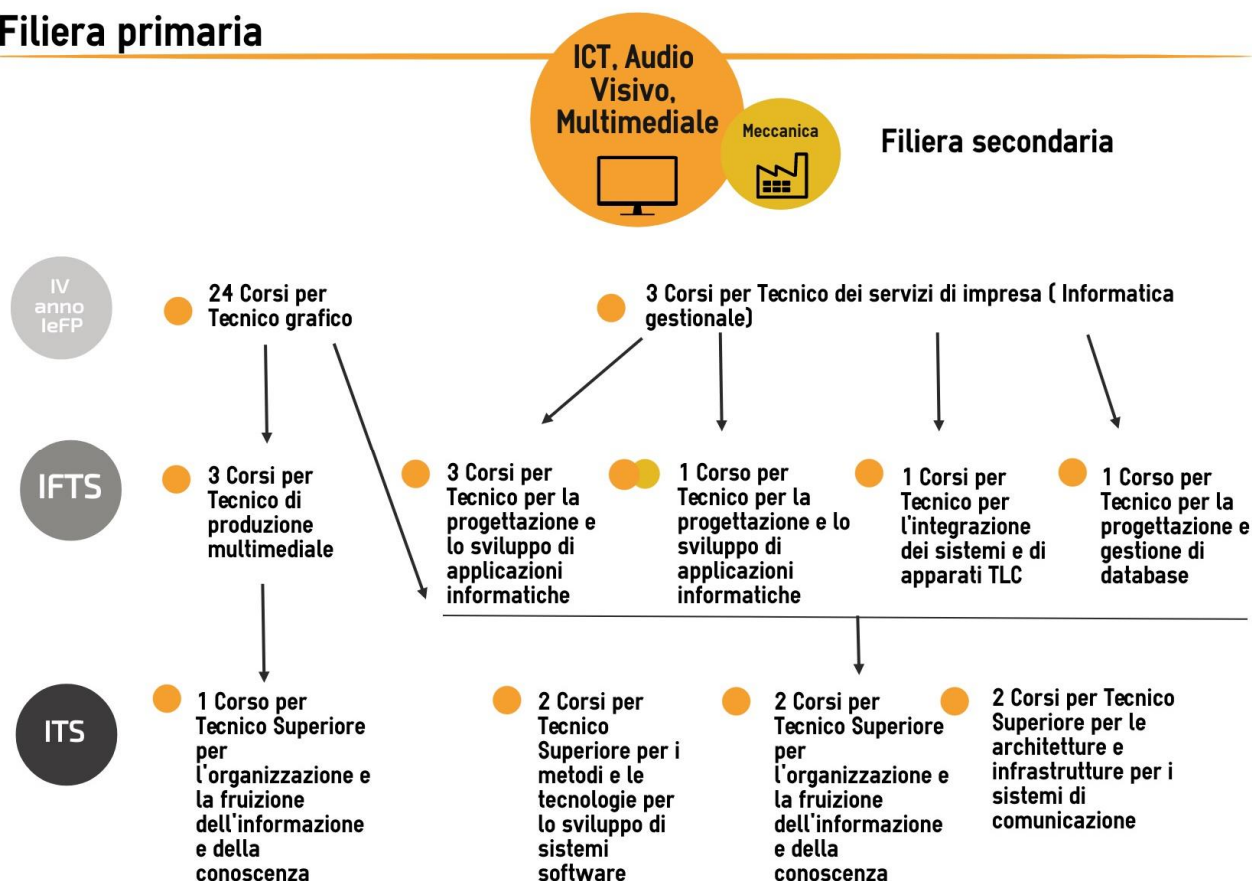 Filiera primaria
ICT, Audio
Visivo,
Multimediale
Meccanica
Filiera secondaria
IV
anno
IeFP
24 Corsi per
Tecnico grafico
3 Corsi per Tecnico dei servizi di impresa ( Informatica
gestionale)
IFTS
3 Corsi per
Tecnico di
produzione
multimediale
3 Corsi per
Tecnico per la
progettazione e
lo sviluppo di
applicazioni
informatiche
1 Corso per
Tecnico per la
progettazione e lo
sviluppo di
applicazioni
informatiche
1 Corsi per
Tecnico per
l'integrazione
dei sistemi e di
apparati TLC
1 Corso per
Tecnico per la
progettazione e
gestione di
database
ITS
1 Corso per
Tecnico Superiore
per
l'organizzazione e
la fruizione
dell'informazione
e della
conoscenza
2 Corsi per
Tecnico
Superiore per i
metodi e le
tecnologie per
lo sviluppo di
sistemi
software
2 Corsi per
Tecnico Superiore
per
l'organizzazione e
la fruizione
dell'informazione
e della
conoscenza
2 Corsi per Tecnico
Superiore per le
architetture e
infrastrutture per i
sistemi di
comunicazione